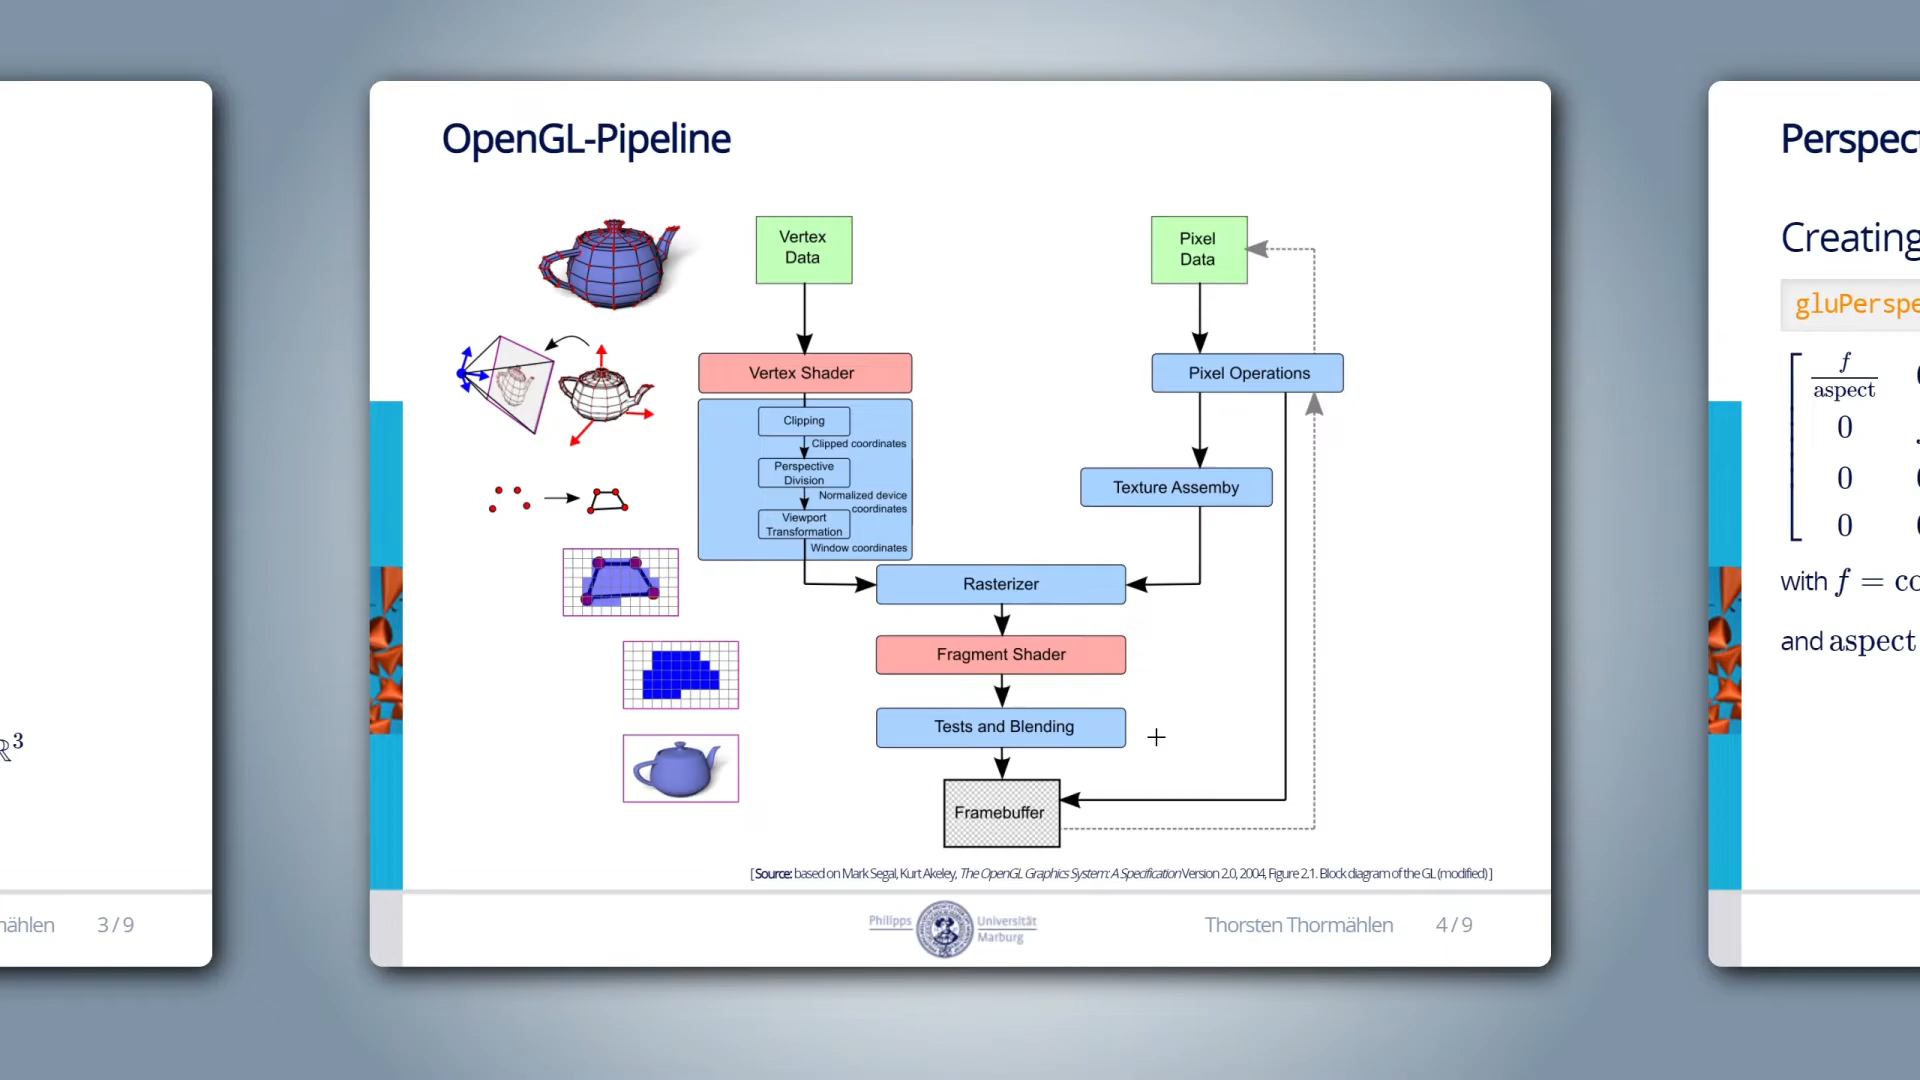 OpenGL-Pipeline
Vertex
Data
Pixel
Data
Vertex Shader
Pixel Operations
Clipping
Clipped coordinates
Perspective
Division
Normalized device
coordinates
Viewport
Transformation
Window coordinates
Texture Assemby
Rasterizer
Fragment Shader
Tests and Blending
Framebuffer
[ Source: based on Mark Segal, Kurt Akeley, The OpenGL Graphics System: A Specification Version 2.0, 2004, Figure 2.1. Block diagram of the GL (modified) ]
Philipps
Universität
Marburg
Thorsten Thormählen 4 / 9
ℝ³
mählen 3 / 9
Perspect
Creating
gluPerspe
f
aspect
0
0
0
with f = co
and aspect